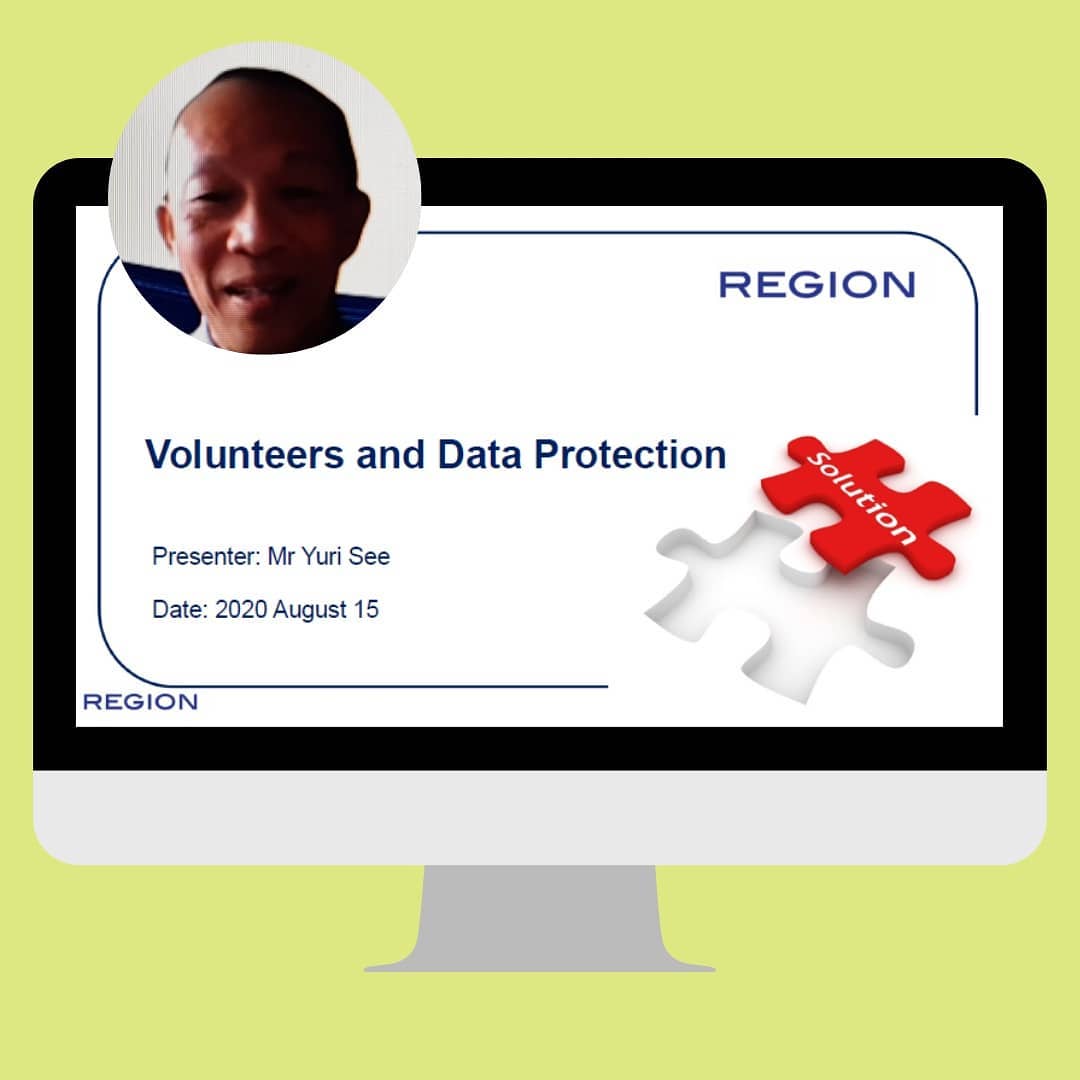 REGION
Volunteers and Data Protection
Solution
Presenter: Mr Yuri See
Date: 2020 August 15
REGION